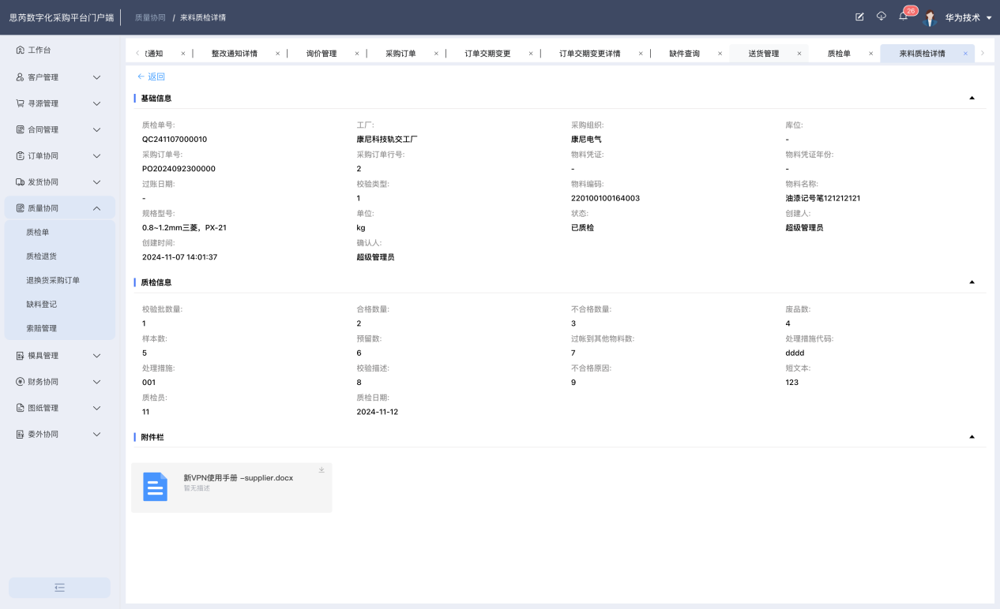 思芮数字化采购平台门户端
质量协同 / 来料质检详情
26
华为技术
工作台
客户管理
寻源管理
合同管理
订单协同
发货协同
质量协同
质检单
质检退货
退换货采购订单
缺料登记
索赔管理
模具管理
财务协同
图纸管理
委外协同
通知 × | 整改通知详情 × | 询价管理 × | 采购订单 × | 订单交期变更 × | 订单交期变更详情 × | 缺件查询 × 送货管理 × 质检单 × 来料质检详情 ×
← 返回
基础信息
质检单号: 工厂: 采购组织: 库位:
QC241107000010 康尼科技轨交工厂 康尼电气 -
采购订单号: 采购订单行号: 物料凭证: 物料凭证年份:
PO2024092300000 2 - -
过账日期: 校验类型: 物料编码: 物料名称:
- 1 220100100164003 油漆记号笔121212121
规格型号: 单位: 状态: 创建人:
0.8~1.2mm三菱，PX-21 kg 已质检 超级管理员
创建时间: 确认人:
2024-11-07 14:01:37 超级管理员
质检信息
校验批数量: 合格数量: 不合格数量: 废品数:
1 2 3 4
样本数: 预留数: 过帐到其他物料数: 处理措施代码:
5 6 7 dddd
处理措施: 校验描述: 不合格原因: 短文本:
001 8 9 123
质检员: 质检日期:
11 2024-11-12
附件栏
新VPN使用手册 -supplier.docx
暂无描述